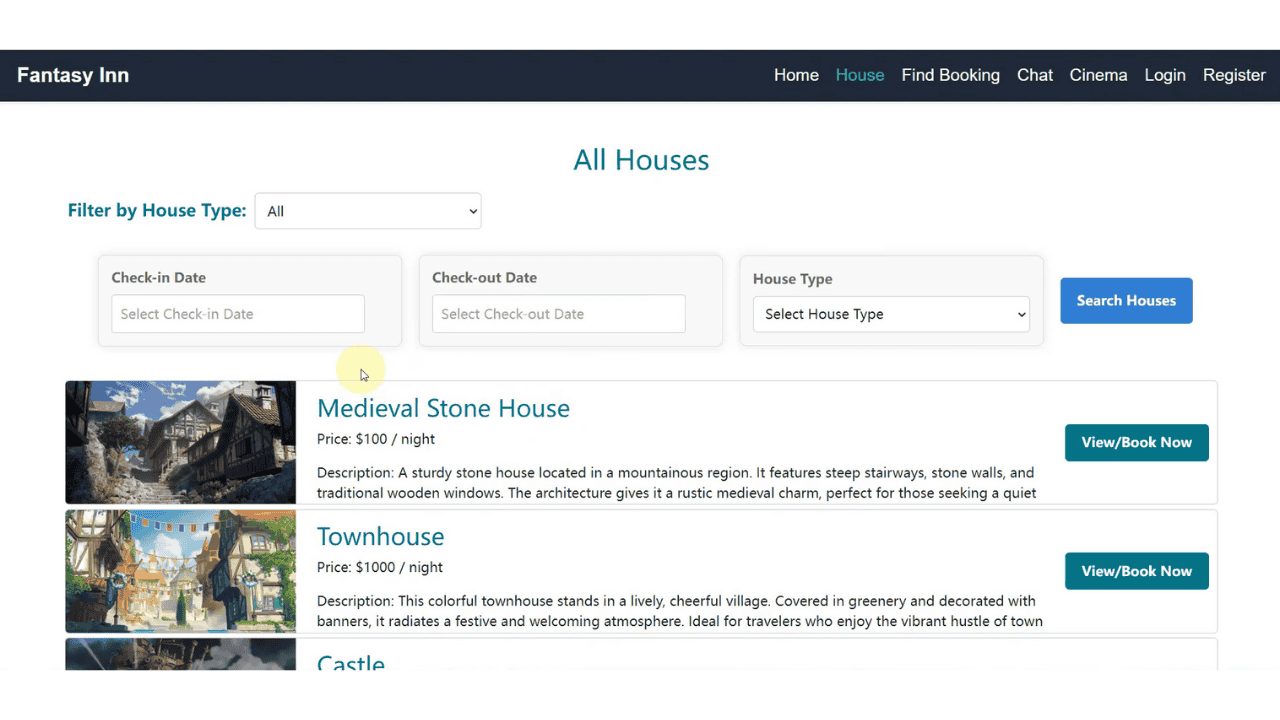 Fantasy Inn
Home House Find Booking Chat Cinema Login Register
All Houses
Filter by House Type: All
Check-in Date
Select Check-in Date
Check-out Date
Select Check-out Date
House Type
Select House Type
Search Houses
Medieval Stone House
Price: $100 / night
Description: A sturdy stone house located in a mountainous region. It features steep stairways, stone walls, and
traditional wooden windows. The architecture gives it a rustic medieval charm, perfect for those seeking a quiet
View/Book Now
Townhouse
Price: $1000 / night
Description: This colorful townhouse stands in a lively, cheerful village. Covered in greenery and decorated with
banners, it radiates a festive and welcoming atmosphere. Ideal for travelers who enjoy the vibrant hustle of town
View/Book Now
Castle